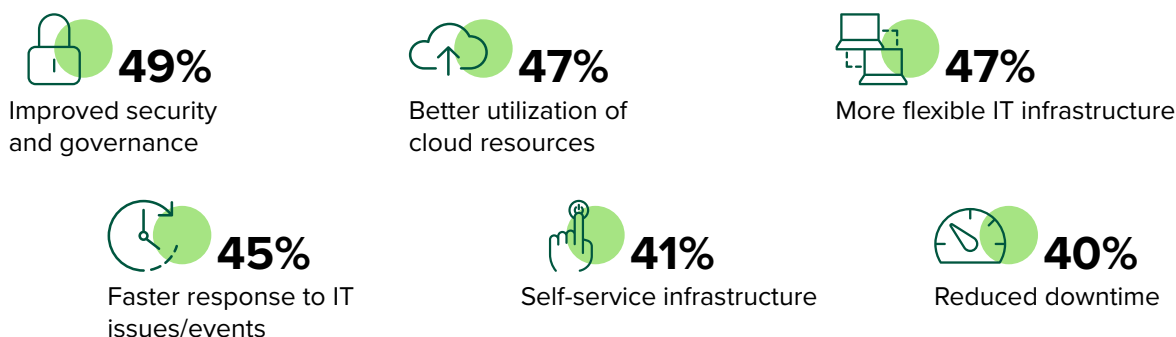 49%
Improved security
and governance
47%
Better utilization of
cloud resources
47%
More flexible IT infrastructure
45%
Faster response to IT
issues/events
41%
Self-service infrastructure
40%
Reduced downtime